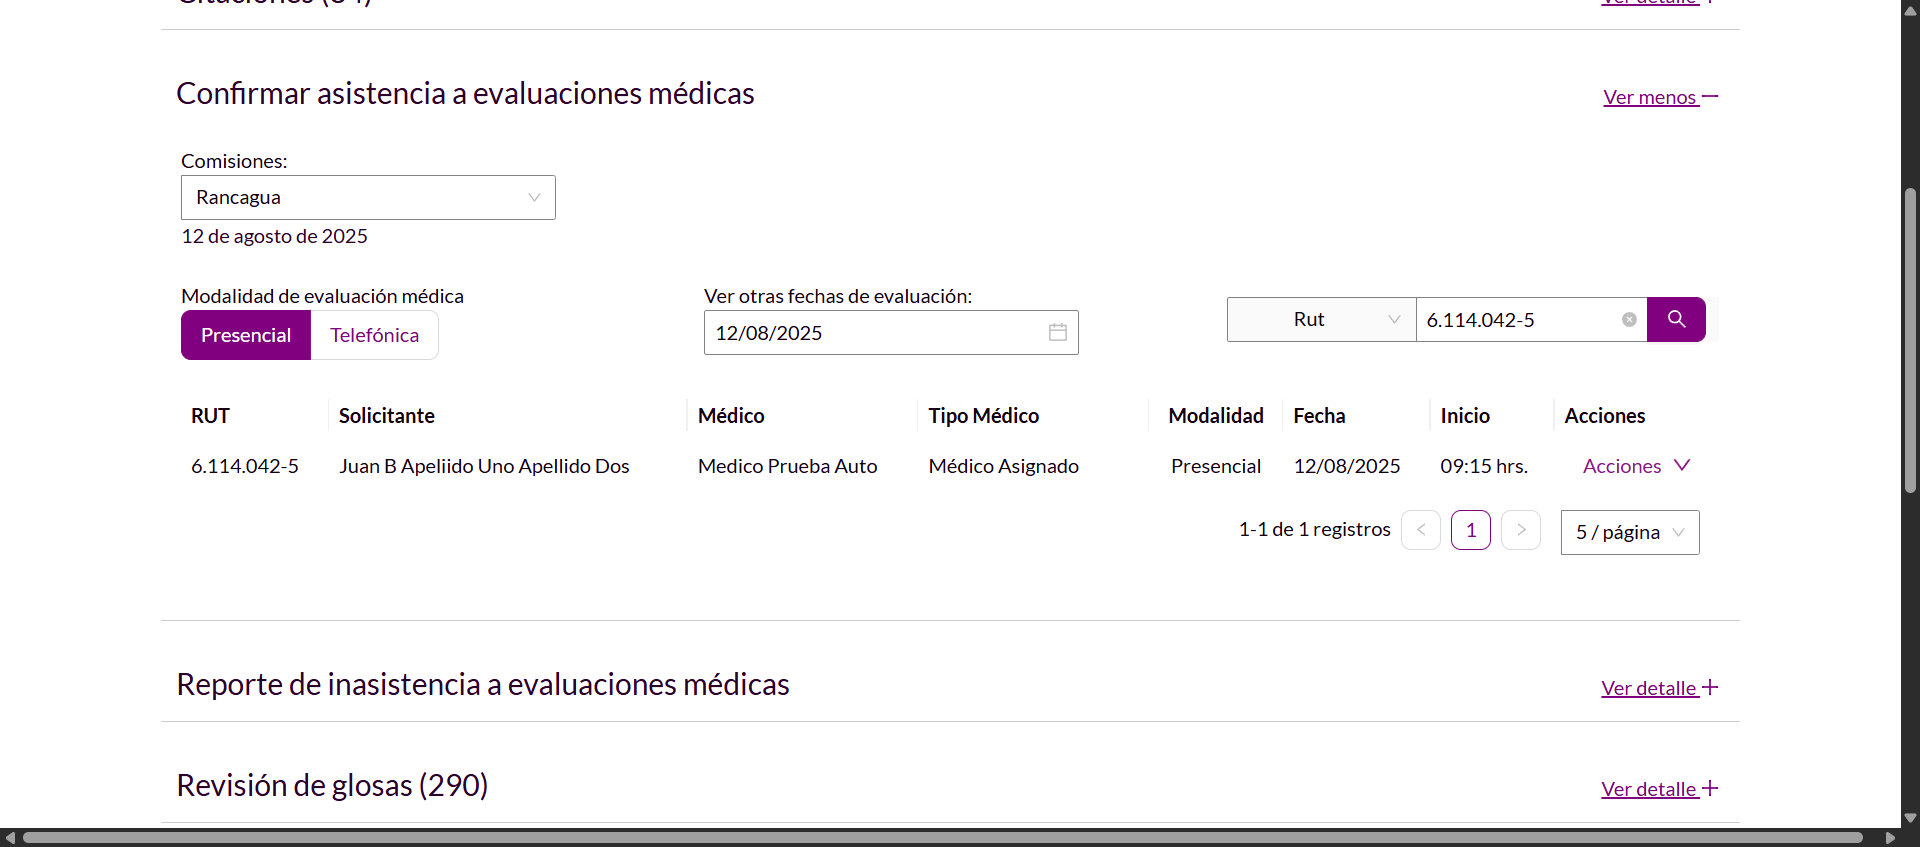 Confirmar asistencia a evaluaciones médicas
Ver menos
Comisiones:
Rancagua
12 de agosto de 2025
Modalidad de evaluación médica
Presencial Telefónica
Ver otras fechas de evaluación:
12/08/2025
Rut 6.114.042-5
RUT Solicitante Médico Tipo Médico Modalidad Fecha Inicio Acciones
6.114.042-5 Juan B Apeliido Uno Apellido Dos Medico Prueba Auto Médico Asignado Presencial 12/08/2025 09:15 hrs. Acciones
1-1 de 1 registros 1 5 / página
Reporte de inasistencia a evaluaciones médicas
Ver detalle
Revisión de glosas (290)
Ver detalle